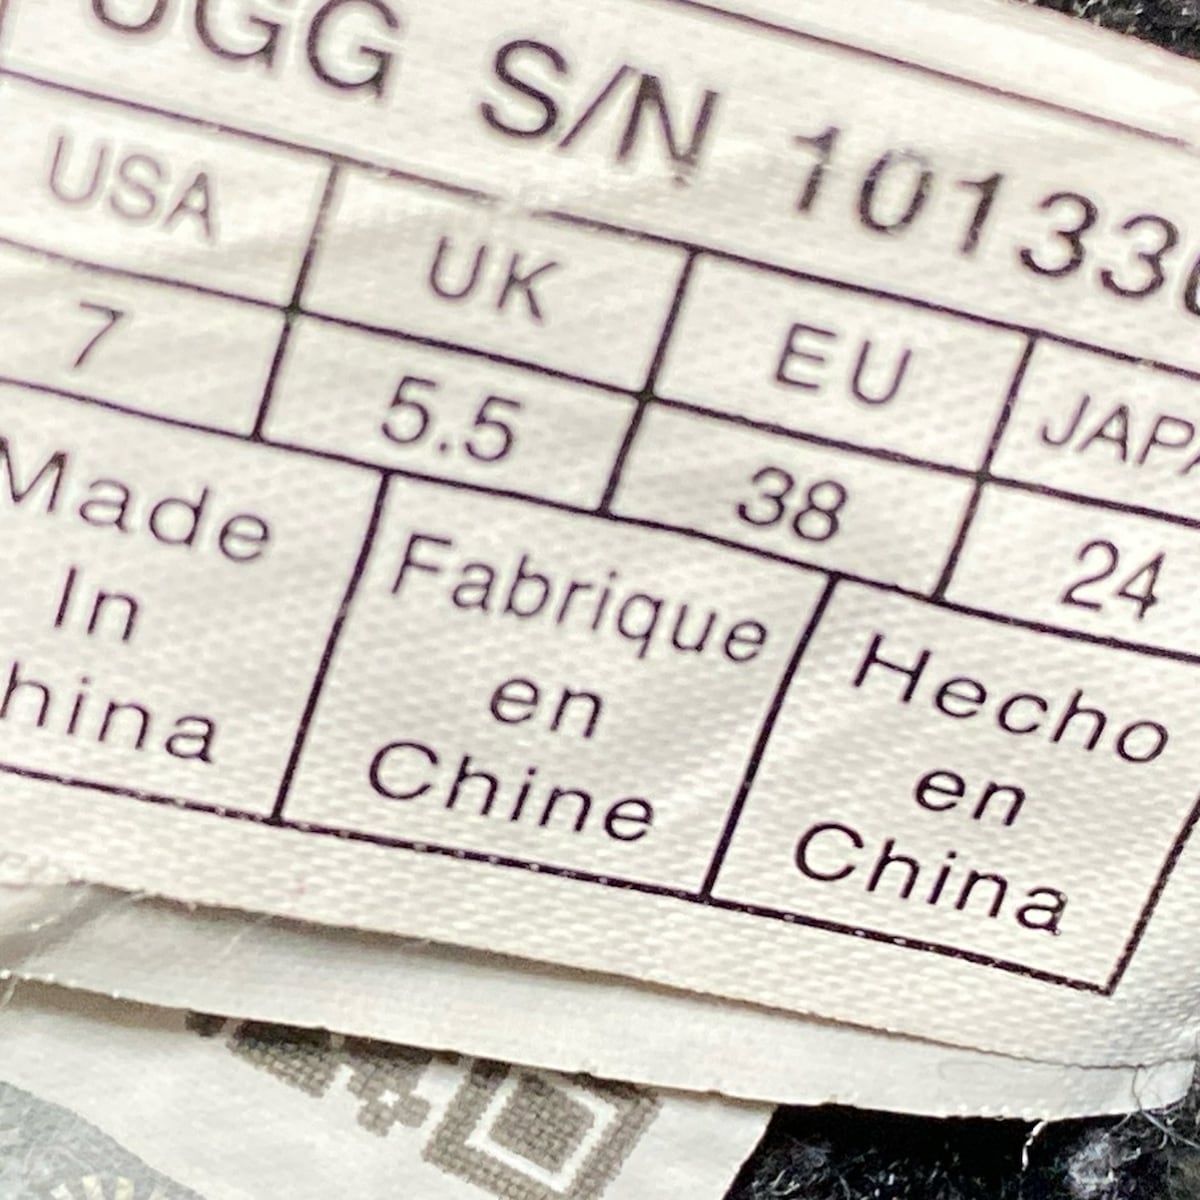 UGG S/N 10133
USA UK EU JAPA
7 5.5 38 24
Made Fabrique Hecho
In en en
hina Chine China